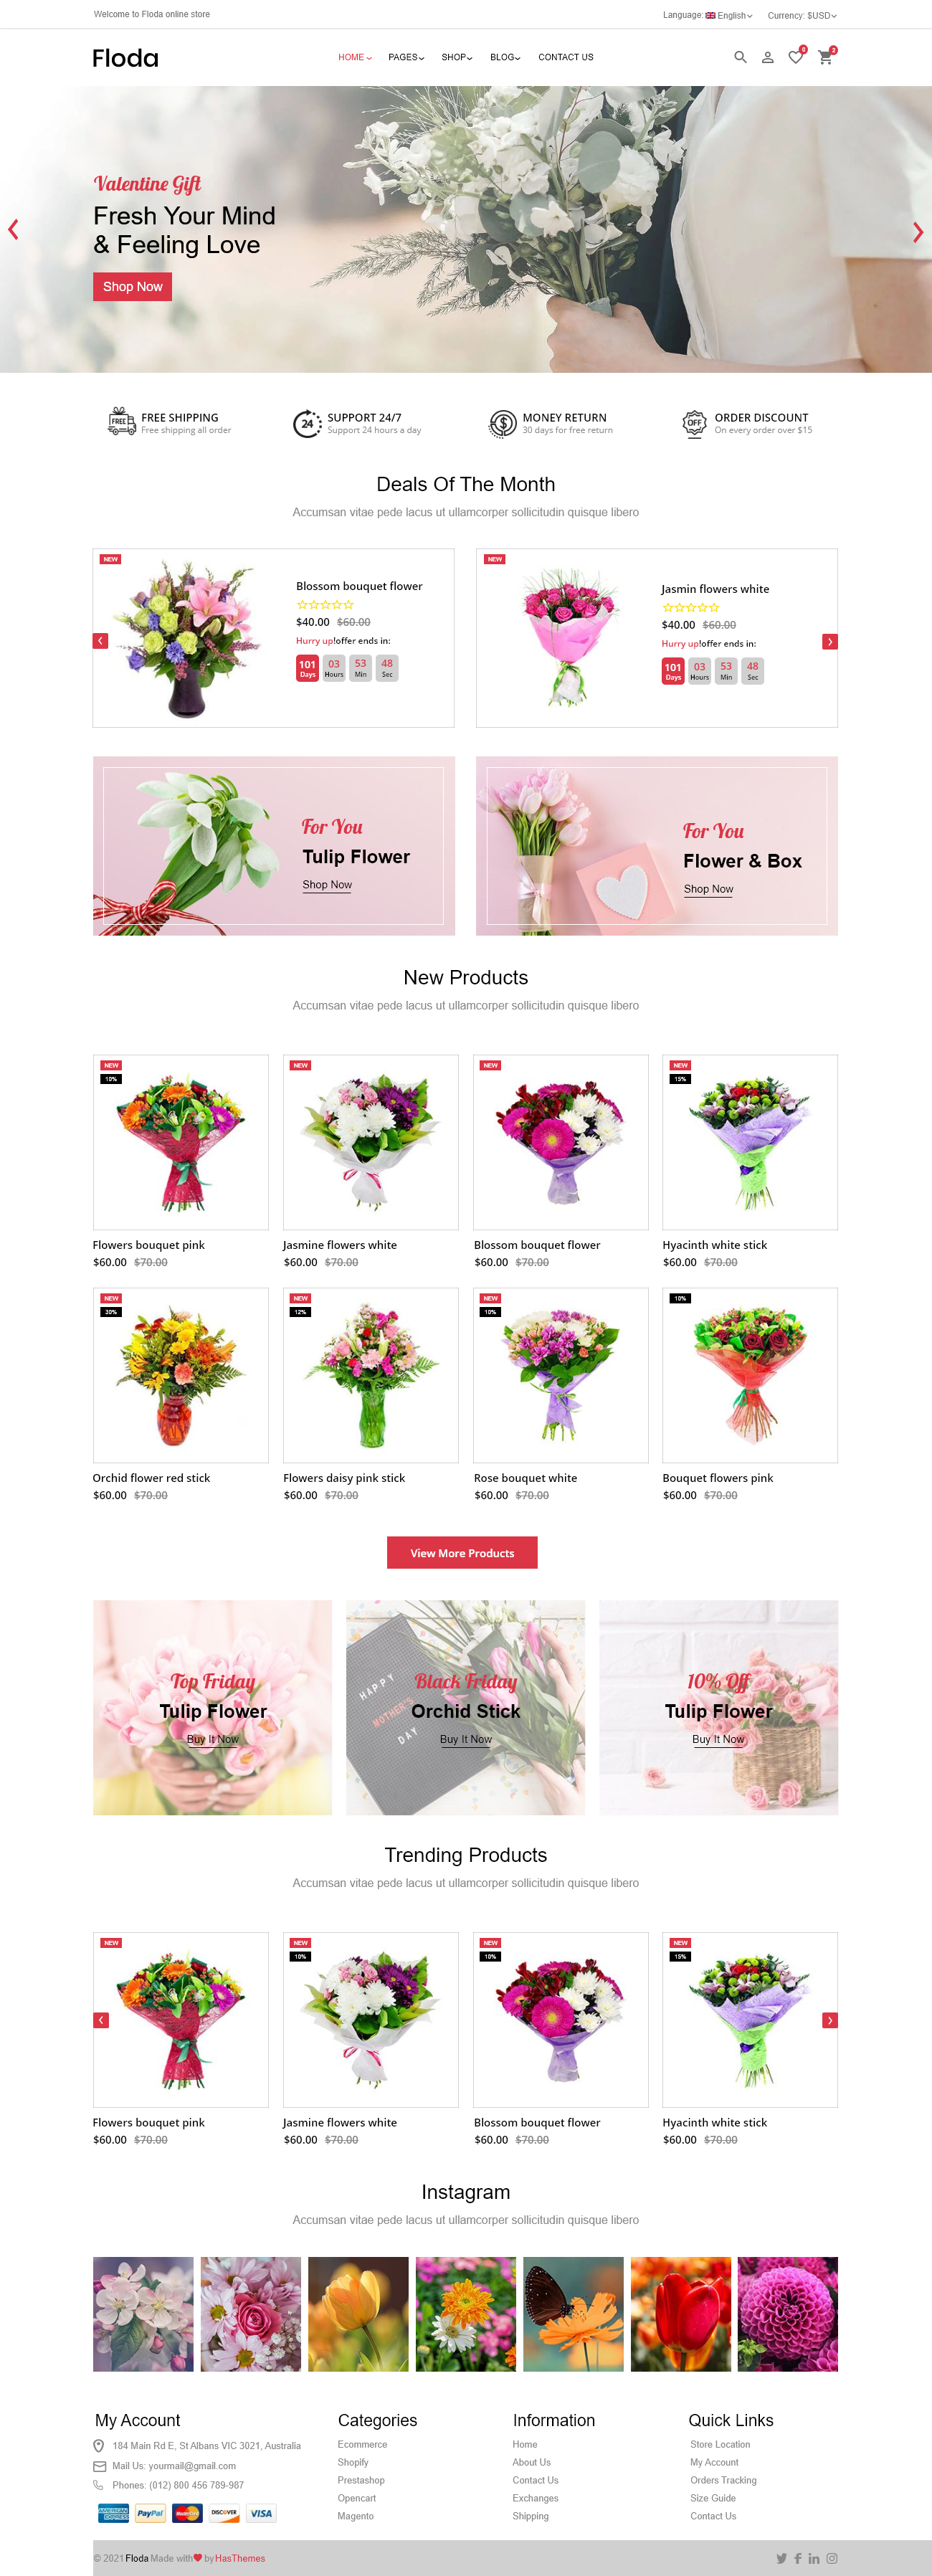 Welcome to Floda online store
Language: English
Currency: $USD
Floda
HOME
PAGES
SHOP
BLOG
CONTACT US
0
2
Valentine Gift
Fresh Your Mind
& Feeling Love
Shop Now
FREE
FREE SHIPPING
Free shipping all order
24
SUPPORT 24/7
Support 24 hours a day
$
MONEY RETURN
30 days for free return
OFF
ORDER DISCOUNT
On every order over $15
Deals Of The Month
Accumsan vitae pede lacus ut ullamcorper sollicitudin quisque libero
NEW
Blossom bouquet flower
$40.00 $60.00
Hurry up!offer ends in:
101 03 53 48
Days Hours Min Sec
NEW
Jasmin flowers white
$40.00 $60.00
Hurry up!offer ends in:
101 03 53 48
Days Hours Min Sec
For You
Tulip Flower
Shop Now
For You
Flower & Box
Shop Now
New Products
Accumsan vitae pede lacus ut ullamcorper sollicitudin quisque libero
NEW
10%
NEW
NEW
NEW
15%
Flowers bouquet pink
$60.00 $70.00
Jasmine flowers white
$60.00 $70.00
Blossom bouquet flower
$60.00 $70.00
Hyacinth white stick
$60.00 $70.00
NEW
30%
NEW
12%
NEW
10%
10%
Orchid flower red stick
$60.00 $70.00
Flowers daisy pink stick
$60.00 $70.00
Rose bouquet white
$60.00 $70.00
Bouquet flowers pink
$60.00 $70.00
View More Products
Top Friday
Tulip Flower
Buy It Now
HAPPY
MOTHER'S
DAY
Black Friday
Orchid Stick
Buy It Now
10% Off
Tulip Flower
Buy It Now
Trending Products
Accumsan vitae pede lacus ut ullamcorper sollicitudin quisque libero
NEW
NEW
10%
NEW
10%
NEW
15%
Flowers bouquet pink
$60.00 $70.00
Jasmine flowers white
$60.00 $70.00
Blossom bouquet flower
$60.00 $70.00
Hyacinth white stick
$60.00 $70.00
Instagram
Accumsan vitae pede lacus ut ullamcorper sollicitudin quisque libero
My Account
184 Main Rd E, St Albans VIC 3021, Australia
Mail Us: yourmail@gmail.com
Phones: (012) 800 456 789-987
AMERICAN EXPRESS
PayPal
MasterCard
DISCOVER
VISA
Categories
Ecommerce
Shopify
Prestashop
Opencart
Magento
Information
Home
About Us
Contact Us
Exchanges
Shipping
Quick Links
Store Location
My Account
Orders Tracking
Size Guide
Contact Us
© 2021 Floda Made with by HasThemes